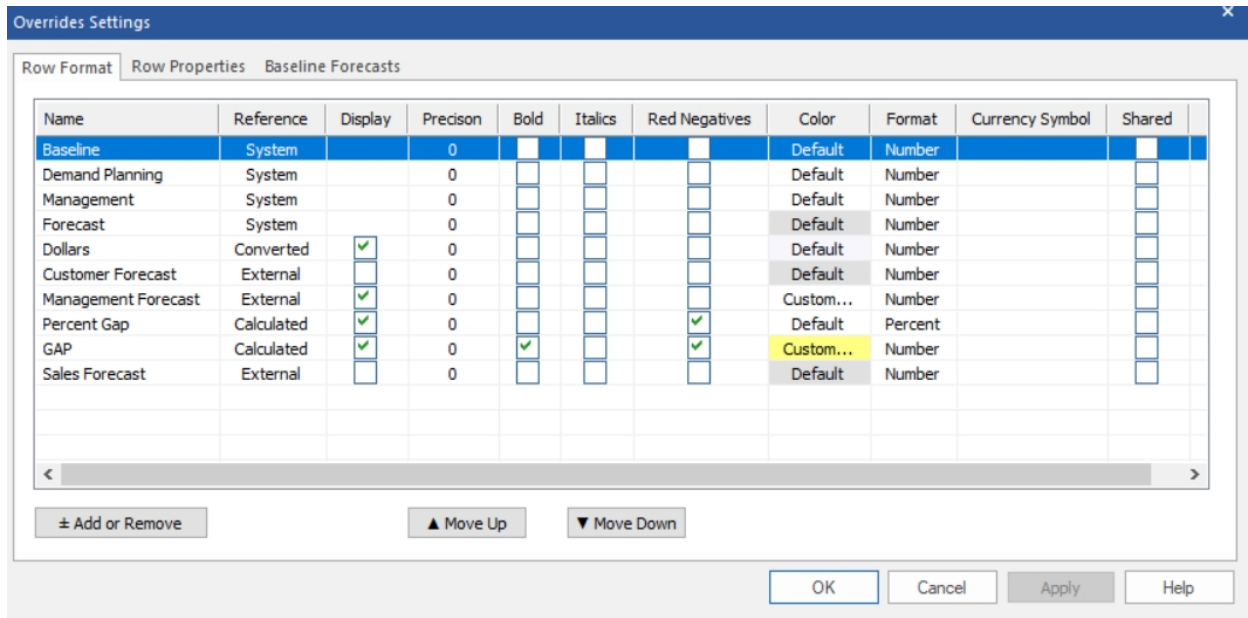 Overrides Settings
Row Format Row Properties Baseline Forecasts
Name Reference Display Precison Bold Italics Red Negatives Color Format Currency Symbol Shared
Baseline System 0 Default Number
Demand Planning System 0 Default Number
Management System 0 Default Number
Forecast System 0 Default Number
Dollars Converted 0 Default Number
Customer Forecast External 0 Default Number
Management Forecast External 0 Custom... Number
Percent Gap Calculated 0 Default Percent
GAP Calculated 0 Custom... Number
Sales Forecast External 0 Default Number
± Add or Remove ▲ Move Up ▼ Move Down
OK Cancel Apply Help